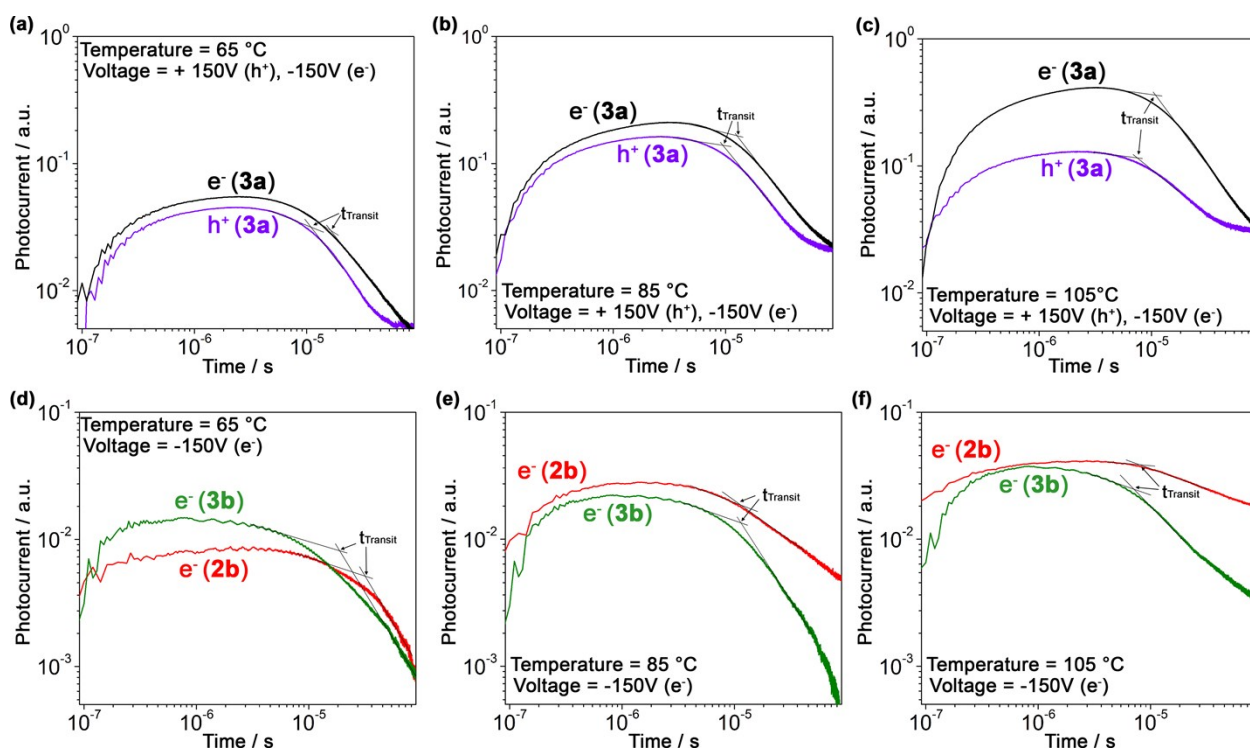 (a)
Temperature = 65 °C
Voltage = + 150V (h⁺), -150V (e⁻)
e⁻ (3a)
h⁺ (3a)
tTransit
Photocurrent / a.u.
10⁰
10⁻¹
10⁻²
10⁻⁷
10⁻⁶
10⁻⁵
Time / s
(b)
e⁻ (3a)
h⁺ (3a)
tTransit
Temperature = 85 °C
Voltage = + 150V (h⁺), -150V (e⁻)
Photocurrent / a.u.
10⁰
10⁻¹
10⁻²
10⁻⁷
10⁻⁶
10⁻⁵
Time / s
(c)
e⁻ (3a)
tTransit
h⁺ (3a)
Temperature = 105°C
Voltage = + 150V (h⁺), -150V (e⁻)
Photocurrent / a.u.
10⁰
10⁻¹
10⁻²
10⁻⁷
10⁻⁶
10⁻⁵
Time / s
(d)
Temperature = 65 °C
Voltage = -150V (e⁻)
e⁻ (3b)
tTransit
e⁻ (2b)
Photocurrent / a.u.
10⁻¹
10⁻²
10⁻³
10⁻⁷
10⁻⁶
10⁻⁵
Time / s
(e)
e⁻ (2b)
tTransit
e⁻ (3b)
Temperature = 85 °C
Voltage = -150V (e⁻)
Photocurrent / a.u.
10⁻¹
10⁻²
10⁻³
10⁻⁷
10⁻⁶
10⁻⁵
Time / s
(f)
e⁻ (2b)
e⁻ (3b)
tTransit
Temperature = 105 °C
Voltage = -150V (e⁻)
Photocurrent / a.u.
10⁻¹
10⁻²
10⁻³
10⁻⁷
10⁻⁶
10⁻⁵
Time / s